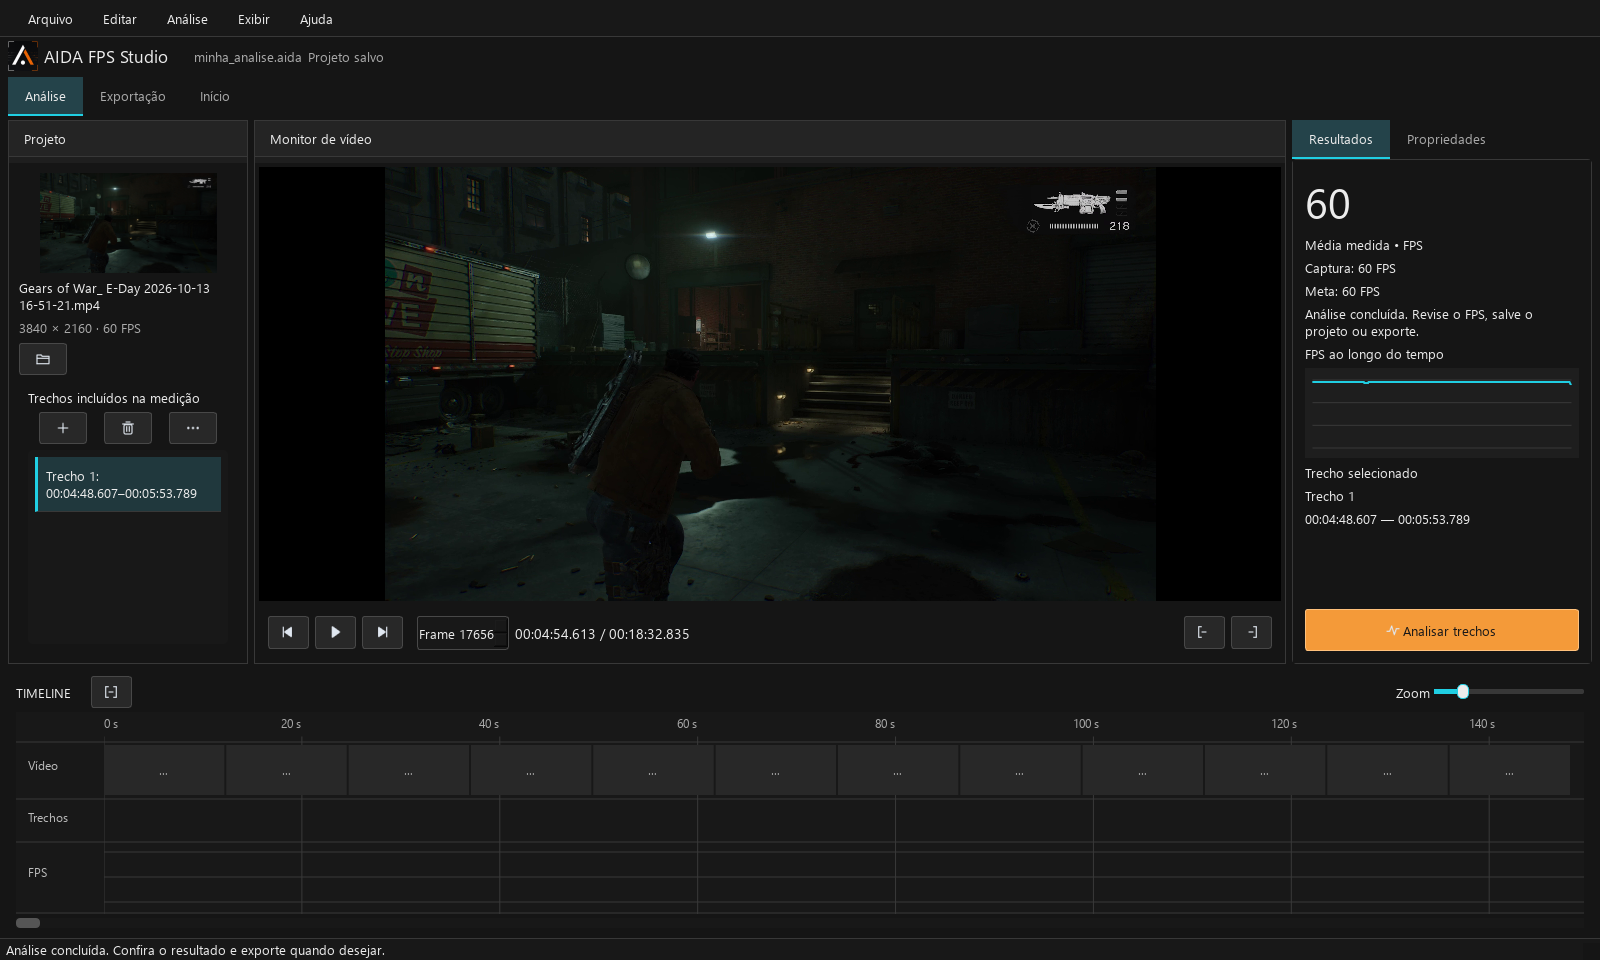 Arquivo Editar Análise Exibir Ajuda
AIDA FPS Studio minha_analise.aida Projeto salvo
Análise Exportação Início
Projeto
Gears of War_ E-Day 2026-10-13
16-51-21.mp4
3840 × 2160 · 60 FPS
Trechos incluídos na medição
Trecho 1:
00:04:48.607–00:05:53.789
Monitor de vídeo
218
Stop Shop
Frame 17656 00:04:54.613 / 00:18:32.835
Resultados Propriedades
60
Média medida • FPS
Captura: 60 FPS
Meta: 60 FPS
Análise concluída. Revise o FPS, salve o
projeto ou exporte.
FPS ao longo do tempo
Trecho selecionado
Trecho 1
00:04:48.607 — 00:05:53.789
Analisar trechos
TIMELINE Zoom
0 s 20 s 40 s 60 s 80 s 100 s 120 s 140 s
Vídeo ... ... ... ... ... ... ... ... ... ... ... ...
Trechos
FPS
Análise concluída. Confira o resultado e exporte quando desejar.